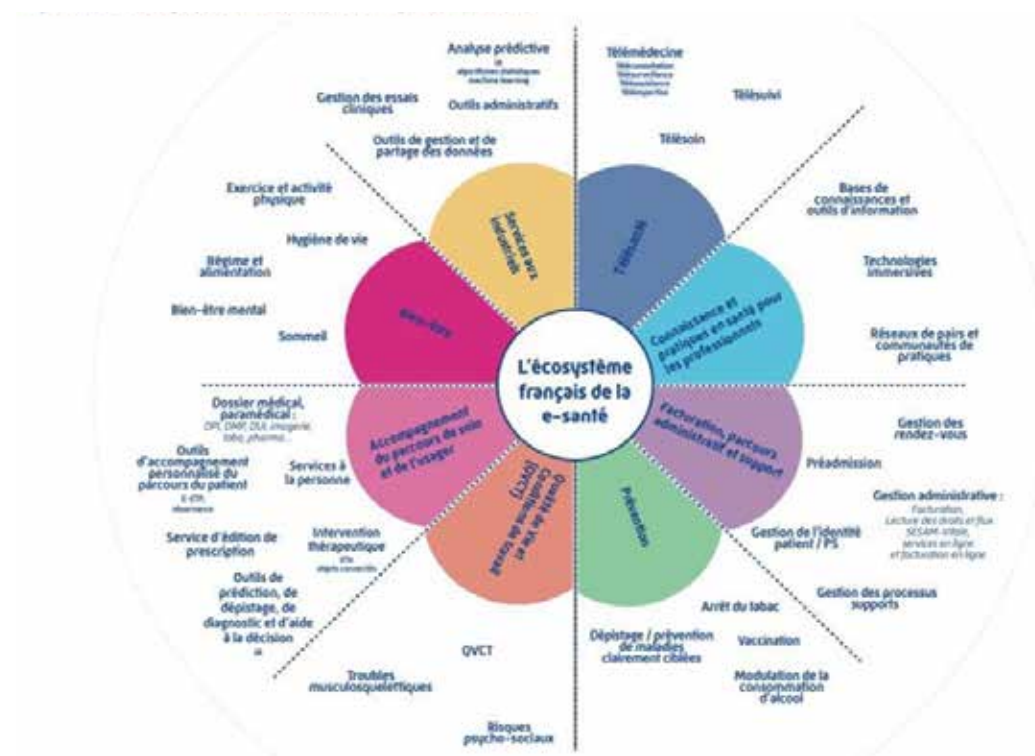 Analyse prédictive
IA
algorithmes statistiques
machine learning
Gestion des essais
cliniques
Outils administratifs
Outils de gestion et de
partage des données
Télémédecine
Téléconsultation
Télésurveillance
Téléassistance
Téléexpertise
Télésuivi
Télésoin
Bases de
connaissances et
outils d'information
Technologies
immersives
Réseaux de pairs et
communautés de
pratiques
Exercice et activité
physique
Hygiène de vie
Régime et
alimentation
Bien-être mental
Sommeil
Services aux
industriels
Télésanté
Bien-être
Connaissance et
pratiques en santé pour
les professionnels
L'écosystème
français de la
e-santé
Accompagnement
du parcours de soin
et de l'usager
Facturation, parcours
administratif et support
Qualité de Vie et
Conditions de travail
(QVCT)
Prévention
Dossier médical,
paramédical :
DPI, DMP, DUI, imagerie,
labo, pharma...
Outils
d'accompagnement
personnalisé du
parcours du patient
E-ETP,
observance
Services à
la personne
Service d'édition de
prescription
Intervention
thérapeutique
DTx
objets connectés
Outils de
prédiction, de
dépistage, de
diagnostic et d'aide
à la décision
IA
Gestion des
rendez-vous
Préadmission
Gestion administrative :
Facturation,
Lecture des droits et flux
SESAM-Vitale,
services en ligne
et facturation en ligne
Gestion de l'identité
patient / PS
Gestion des processus
supports
QVCT
Troubles
musculosquelettiques
Risques
psycho-sociaux
Arrêt du tabac
Dépistage / prévention
de maladies
clairement ciblées
Vaccination
Modulation de la
consommation
d'alcool